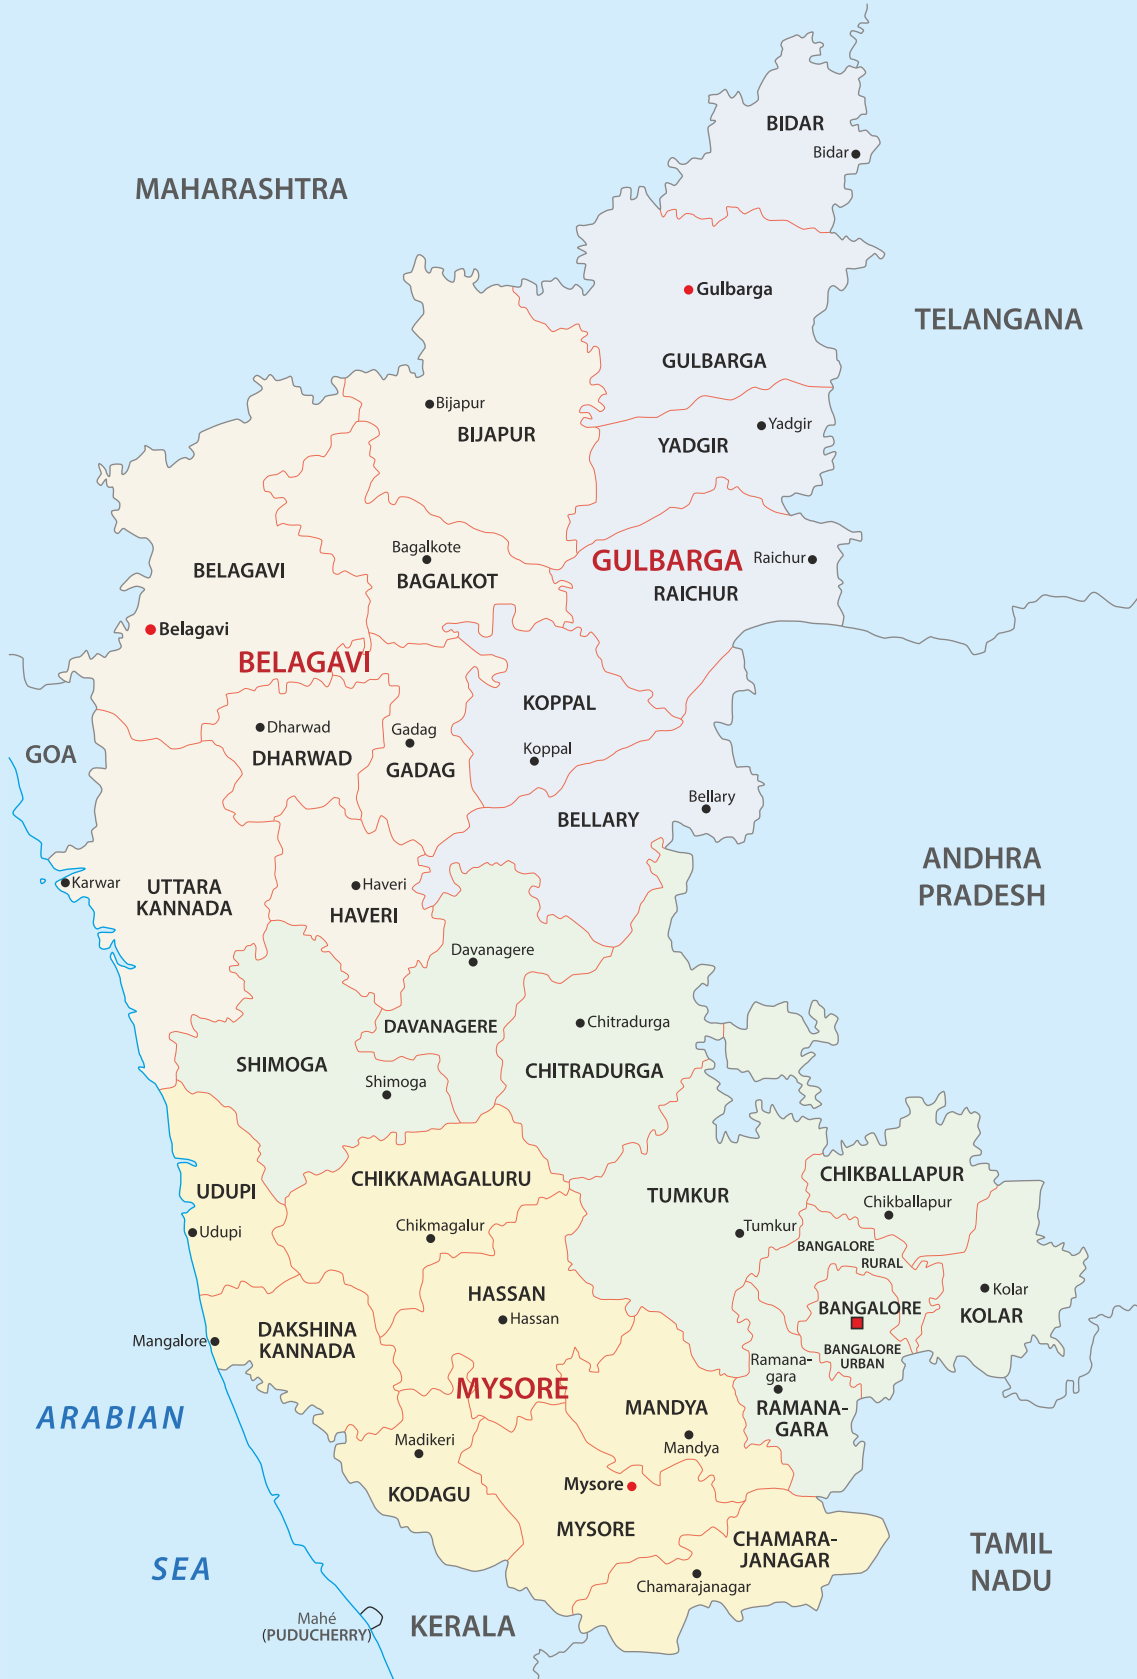 BIDAR
Bidar
MAHARASHTRA
Gulbarga
TELANGANA
GULBARGA
Bijapur
BIJAPUR
Yadgir
YADGIR
Bagalkote
BAGALKOT
GULBARGA
Raichur
RAICHUR
BELAGAVI
Belagavi
BELAGAVI
KOPPAL
Koppal
GOA
Dharwad
DHARWAD
Gadag
GADAG
Bellary
BELLARY
ANDHRA
PRADESH
Karwar
UTTARA
KANNADA
Haveri
HAVERI
Davanagere
DAVANAGERE
Chitradurga
CHITRADURGA
SHIMOGA
Shimoga
CHIKKAMAGALURU
Chikmagalur
UDUPI
Udupi
TUMKUR
Tumkur
CHIKBALLAPUR
Chikballapur
BANGALORE
RURAL
Kolar
KOLAR
BANGALORE
BANGALORE
URBAN
HASSAN
Hassan
DAKSHINA
KANNADA
Mangalore
Ramana-
gara
RAMANA-
GARA
MYSORE
MANDYA
Mandya
ARABIAN
SEA
Madikeri
KODAGU
Mysore
MYSORE
CHAMARA-
JANAGAR
Chamarajanagar
TAMIL
NADU
Mahé
(PUDUCHERRY)
KERALA